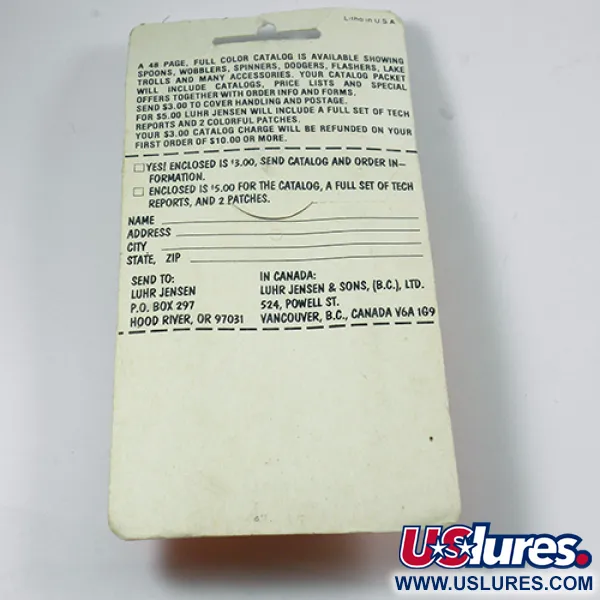 Litho in U.S.A.
A 48 PAGE, FULL COLOR CATALOG IS AVAILABLE SHOWING
SPOONS, WOBBLERS, SPINNERS, DODGERS, FLASHERS, LAKE
TROLLS AND MANY ACCESSORIES. YOUR CATALOG PACKET
WILL INCLUDE CATALOGS, PRICE LISTS AND SPECIAL
OFFERS TOGETHER WITH ORDER INFO AND FORMS.
SEND $3.00 TO COVER HANDLING AND POSTAGE.
FOR $5.00 LUHR JENSEN WILL INCLUDE A FULL SET OF TECH
REPORTS AND 2 COLORFUL PATCHES.
YOUR $3.00 CATALOG CHARGE WILL BE REFUNDED ON YOUR
FIRST ORDER OF $10.00 OR MORE.
YES! ENCLOSED IS $3.00, SEND CATALOG AND ORDER IN-
FORMATION.
ENCLOSED IS $5.00 FOR THE CATALOG, A FULL SET OF TECH
REPORTS, AND 2 PATCHES.
NAME
ADDRESS
CITY
STATE, ZIP
SEND TO:
LUHR JENSEN
P.O. BOX 297
HOOD RIVER, OR 97031
IN CANADA:
LUHR JENSEN & SONS, (B.C.), LTD.
524, POWELL ST.
VANCOUVER, B.C., CANADA V6A 1G9
USlures.
WWW.USLURES.COM